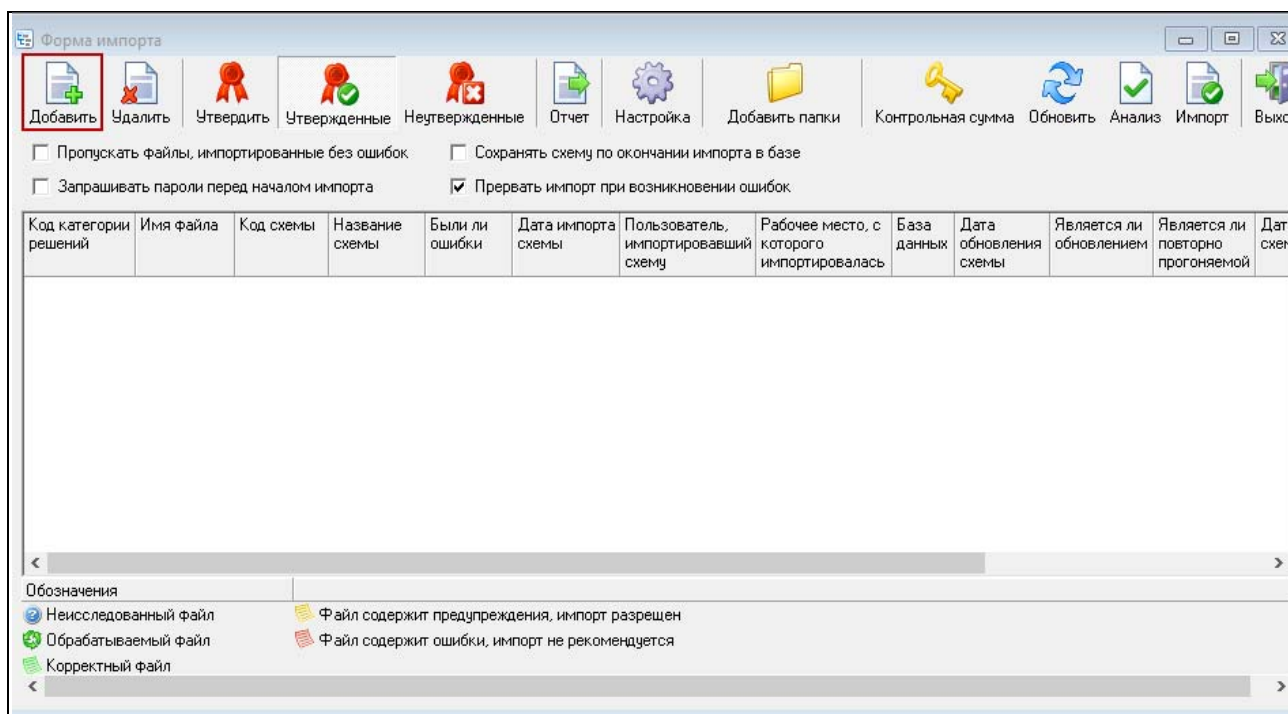 Форма импорта
Добавить Удалить Утвердить Утвержденные Неутвержденные Отчет Настройка Добавить папки Контрольная сумма Обновить Анализ Импорт Выхо
Пропускать файлы, импортированные без ошибок Сохранять схему по окончании импорта в базе
Запрашивать пароли перед началом импорта Прервать импорт при возникновении ошибок
Код категории Имя файла Код схемы Название Были ли Дата импорта Пользователь, Рабочее место, с База Дата Является ли Является ли Дат
решений схемы ошибки схемы импортировавший которого данных обновления обновлением повторно схем
схему импортировалась схемы прогоняемой
Обозначения
Неисследованный файл Файл содержит предупреждения, импорт разрешен
Обрабатываемый файл Файл содержит ошибки, импорт не рекомендуется
Корректный файл